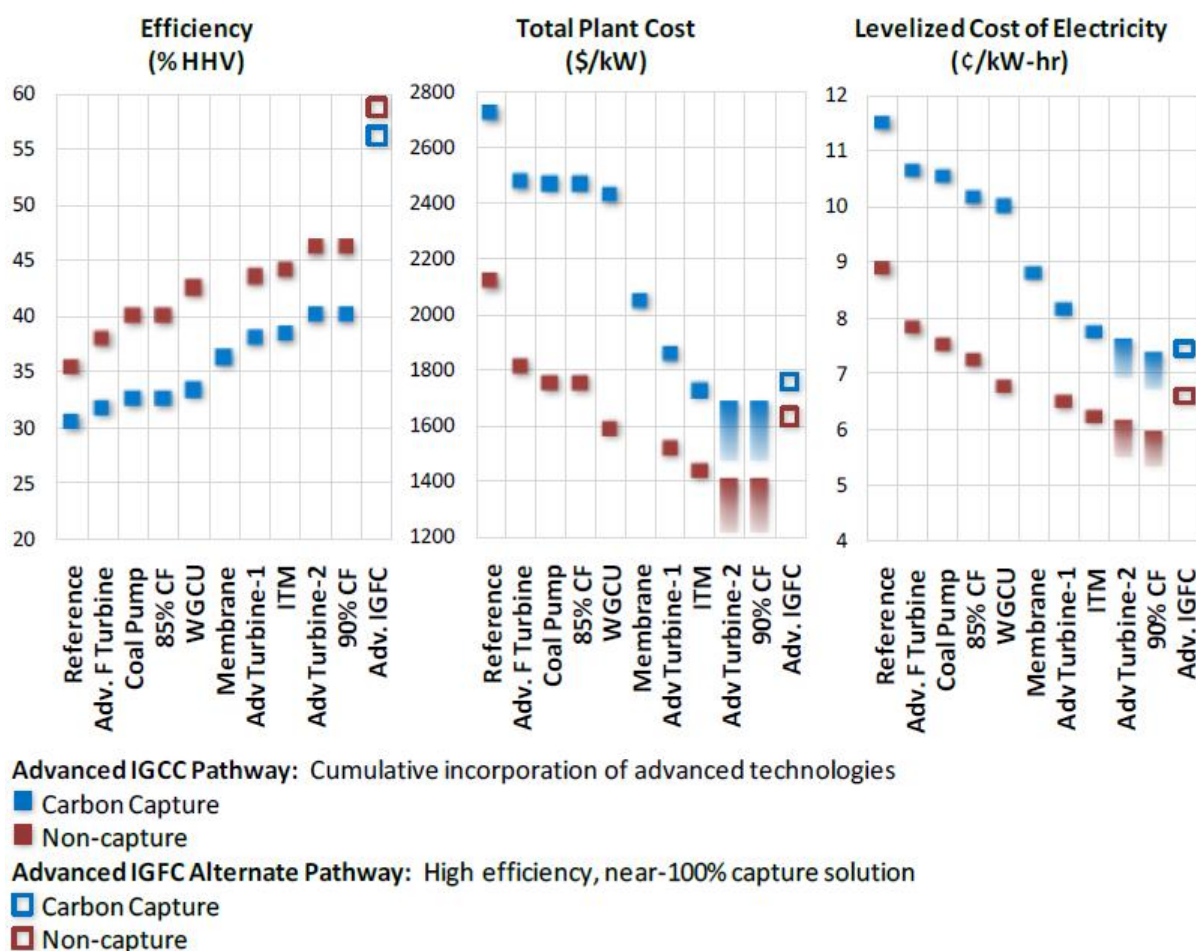 Efficiency
(% HHV)
60
55
50
45
40
35
30
25
20
Reference
Adv. F Turbine
Coal Pump
85% CF
WGCU
Membrane
Adv Turbine-1
ITM
Adv Turbine-2
90% CF
Adv. IGFC
Total Plant Cost
($/kW)
2800
2600
2400
2200
2000
1800
1600
1400
1200
Reference
Adv. F Turbine
Coal Pump
85% CF
WGCU
Membrane
Adv Turbine-1
ITM
Adv Turbine-2
90% CF
Adv. IGFC
Levelized Cost of Electricity
(¢/kW-hr)
12
11
10
9
8
7
6
5
4
Reference
Adv. F Turbine
Coal Pump
85% CF
WGCU
Membrane
Adv Turbine-1
ITM
Adv Turbine-2
90% CF
Adv. IGFC
Advanced IGCC Pathway: Cumulative incorporation of advanced technologies
Carbon Capture
Non-capture
Advanced IGFC Alternate Pathway: High efficiency, near-100% capture solution
Carbon Capture
Non-capture